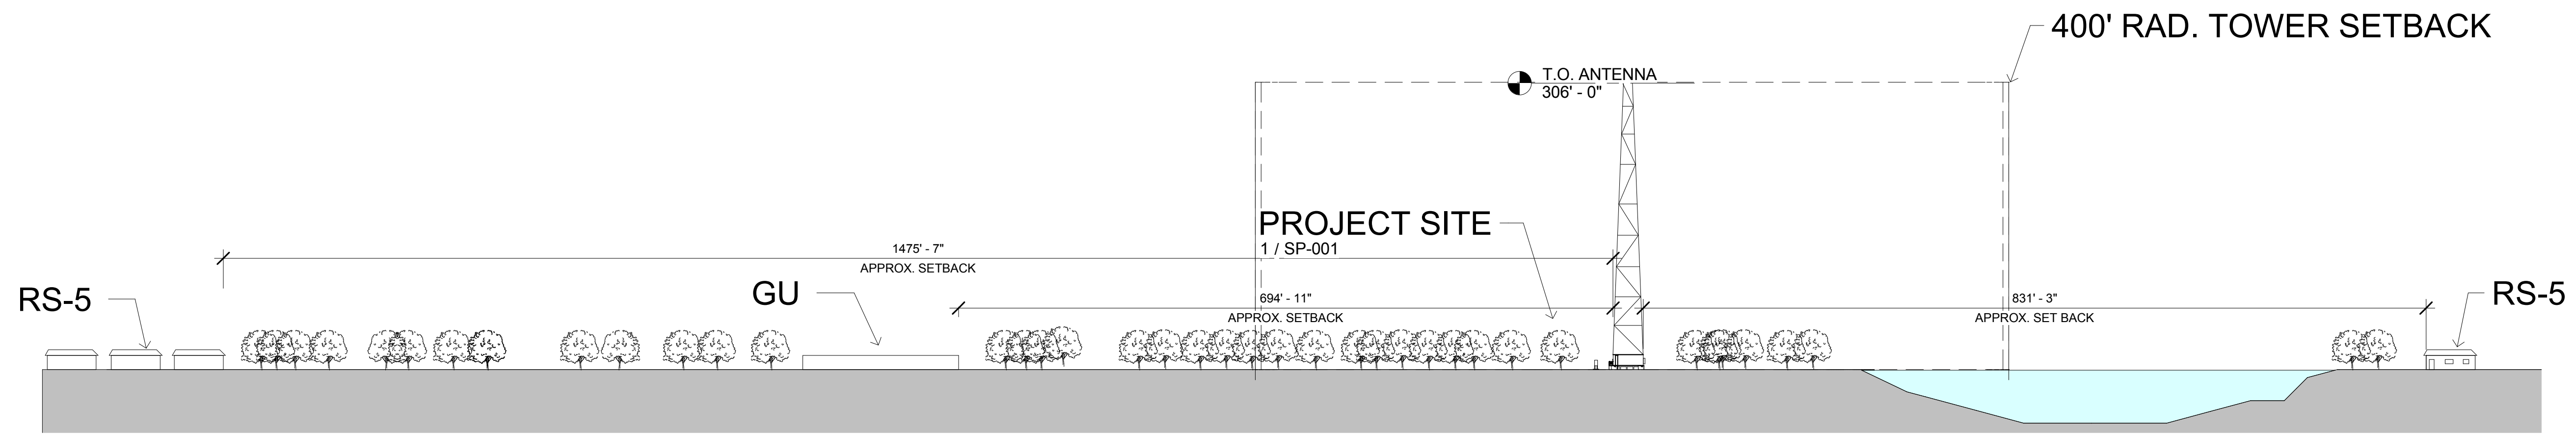 400' RAD. TOWER SETBACK
T.O. ANTENNA
306' - 0"
PROJECT SITE
1 / SP-001
1475' - 7"
APPROX. SETBACK
RS-5
GU
694' - 11"
APPROX. SETBACK
831' - 3"
APPROX. SET BACK
RS-5